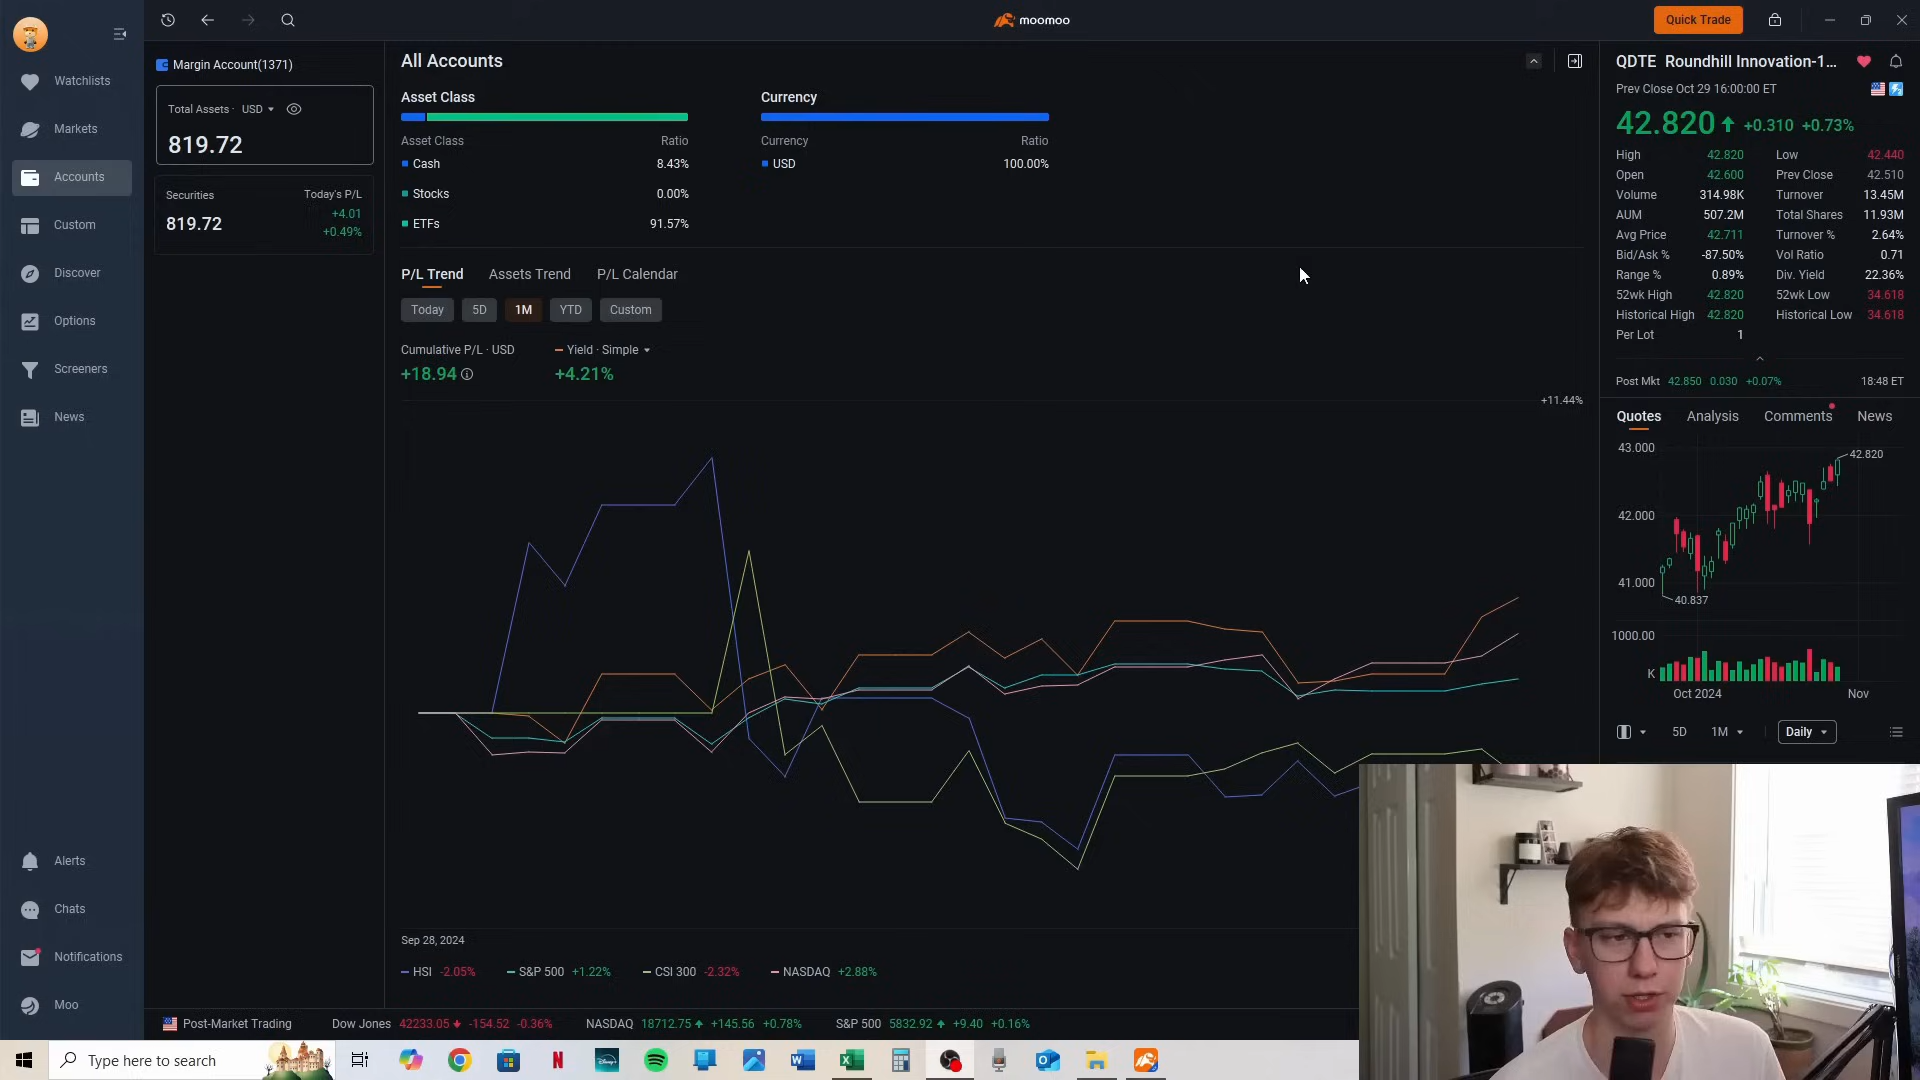 moomoo
Quick Trade
Watchlists
Markets
Accounts
Custom
Discover
Options
Screeners
News
Alerts
Chats
Notifications
Moo
Margin Account(1371)
Total Assets · USD
819.72
Securities
Today's P/L
819.72
+4.01
+0.49%
All Accounts
Asset Class
Currency
Asset Class Ratio
Currency Ratio
Cash 8.43%
USD 100.00%
Stocks 0.00%
ETFs 91.57%
P/L Trend Assets Trend P/L Calendar
Today 5D 1M YTD Custom
Cumulative P/L · USD
Yield · Simple
+18.94
+4.21%
+11.44%
Sep 28, 2024
HSI -2.05% S&P 500 +1.22% CSI 300 -2.32% NASDAQ +2.88%
QDTE Roundhill Innovation-1...
Prev Close Oct 29 16:00:00 ET
42.820 +0.310 +0.73%
High 42.820 Low 42.440
Open 42.600 Prev Close 42.510
Volume 314.98K Turnover 13.45M
AUM 507.2M Total Shares 11.93M
Avg Price 42.711 Turnover % 2.64%
Bid/Ask % -87.50% Vol Ratio 0.71
Range % 0.89% Div. Yield 22.36%
52wk High 42.820 52wk Low 34.618
Historical High 42.820 Historical Low 34.618
Per Lot 1
Post Mkt 42.850 0.030 +0.07% 18:48 ET
Quotes Analysis Comments News
43.000
42.820
42.000
41.000
40.837
1000.00
K
Oct 2024 Nov
5D 1M Daily
Post-Market Trading Dow Jones 42233.05 -154.52 -0.36% NASDAQ 18712.75 +145.56 +0.78% S&P 500 5832.92 +9.40 +0.16%
Type here to search